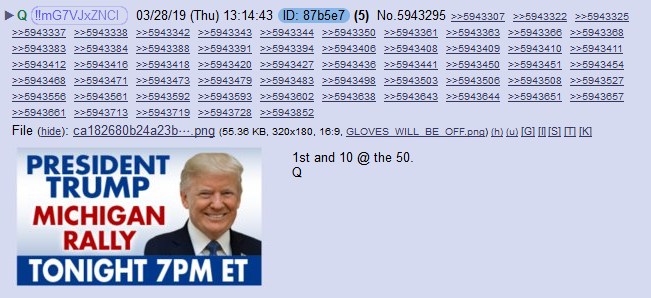 ▶ Q !!mG7VJxZNCI 03/28/19 (Thu) 13:14:43 ID: 87b5e7 (5) No.5943295 >>5943307 >>5943322 >>5943325
>>5943337 >>5943338 >>5943342 >>5943343 >>5943344 >>5943350 >>5943361 >>5943363 >>5943366 >>5943368
>>5943383 >>5943384 >>5943388 >>5943391 >>5943394 >>5943406 >>5943408 >>5943409 >>5943410 >>5943411
>>5943412 >>5943416 >>5943418 >>5943420 >>5943427 >>5943436 >>5943441 >>5943450 >>5943451 >>5943454
>>5943468 >>5943471 >>5943473 >>5943479 >>5943483 >>5943498 >>5943503 >>5943506 >>5943508 >>5943527
>>5943556 >>5943561 >>5943592 >>5943593 >>5943602 >>5943638 >>5943643 >>5943644 >>5943651 >>5943657
>>5943661 >>5943713 >>5943719 >>5943728 >>5943852
File (hide): ca182680b24a23b⋯.png (55.36 KB, 320x180, 16:9, GLOVES_WILL_BE_OFF.png) (h) (u) [G] [I] [S] [T] [K]
PRESIDENT
TRUMP
MICHIGAN
RALLY
TONIGHT 7PM ET
1st and 10 @ the 50.
Q